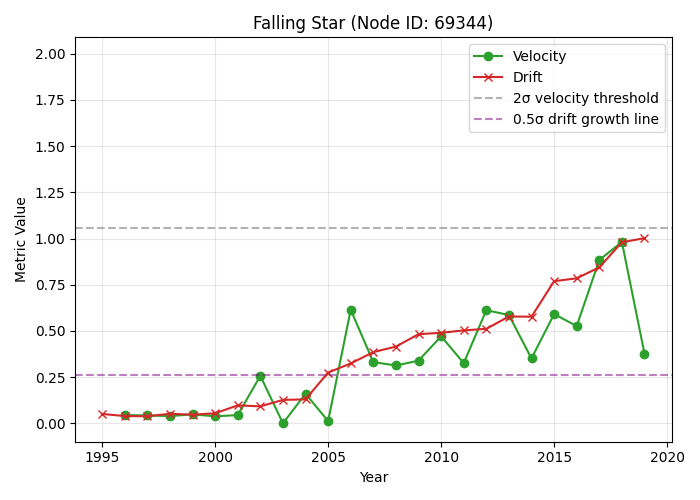 Falling Star (Node ID: 69344)
2.00
1.75
1.50
1.25
1.00
0.75
0.50
0.25
0.00
Metric Value
Velocity
Drift
2σ velocity threshold
0.5σ drift growth line
1995
2000
2005
2010
2015
2020
Year